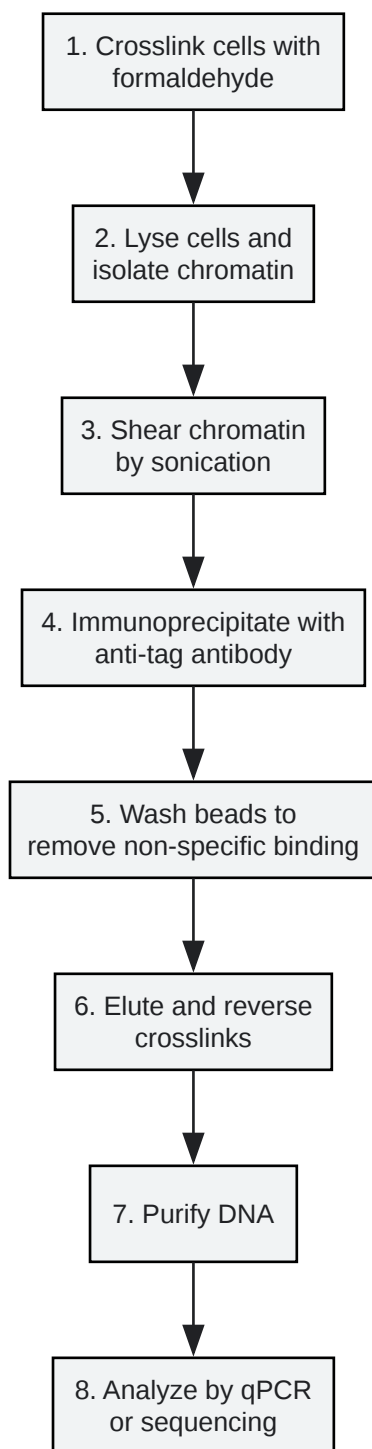 1. Crosslink cells with
formaldehyde
2. Lyse cells and
isolate chromatin
3. Shear chromatin
by sonication
4. Immunoprecipitate with
anti-tag antibody
5. Wash beads to
remove non-specific binding
6. Elute and reverse
crosslinks
7. Purify DNA
8. Analyze by qPCR
or sequencing